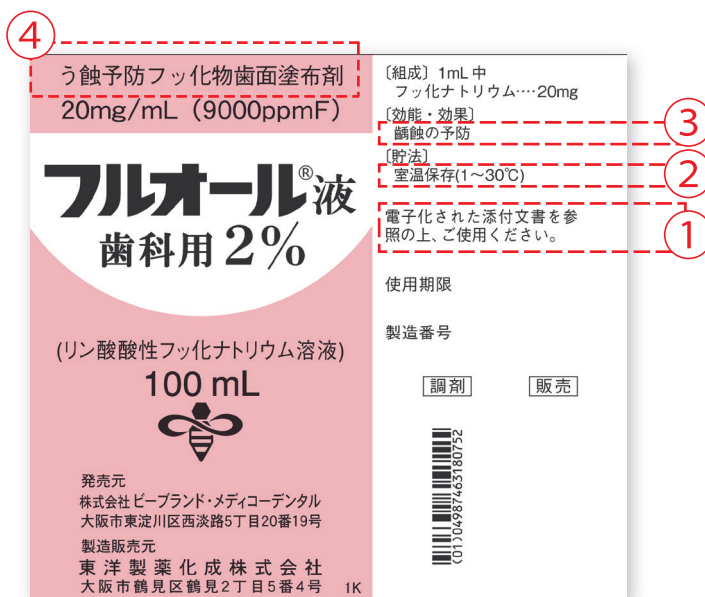 ④
う蝕予防フッ化物歯面塗布剤
20mg/mL（9000ppmF）
フルオール®液
歯科用2％
(リン酸酸性フッ化ナトリウム溶液)
100 mL
発売元
株式会社ビーブランド・メディコーデンタル
大阪市東淀川区西淡路5丁目20番19号
製造販売元
東洋製薬化成株式会社
大阪市鶴見区鶴見2丁目5番4号 1K
〔組成〕1mL 中
フッ化ナトリウム‥‥20mg
〔効能・効果〕
齲蝕の予防
③
〔貯法〕
室温保存(1～30℃)
②
電子化された添付文書を参
照の上、ご使用ください。
①
使用期限
製造番号
調剤 販売
(01)04987463180752